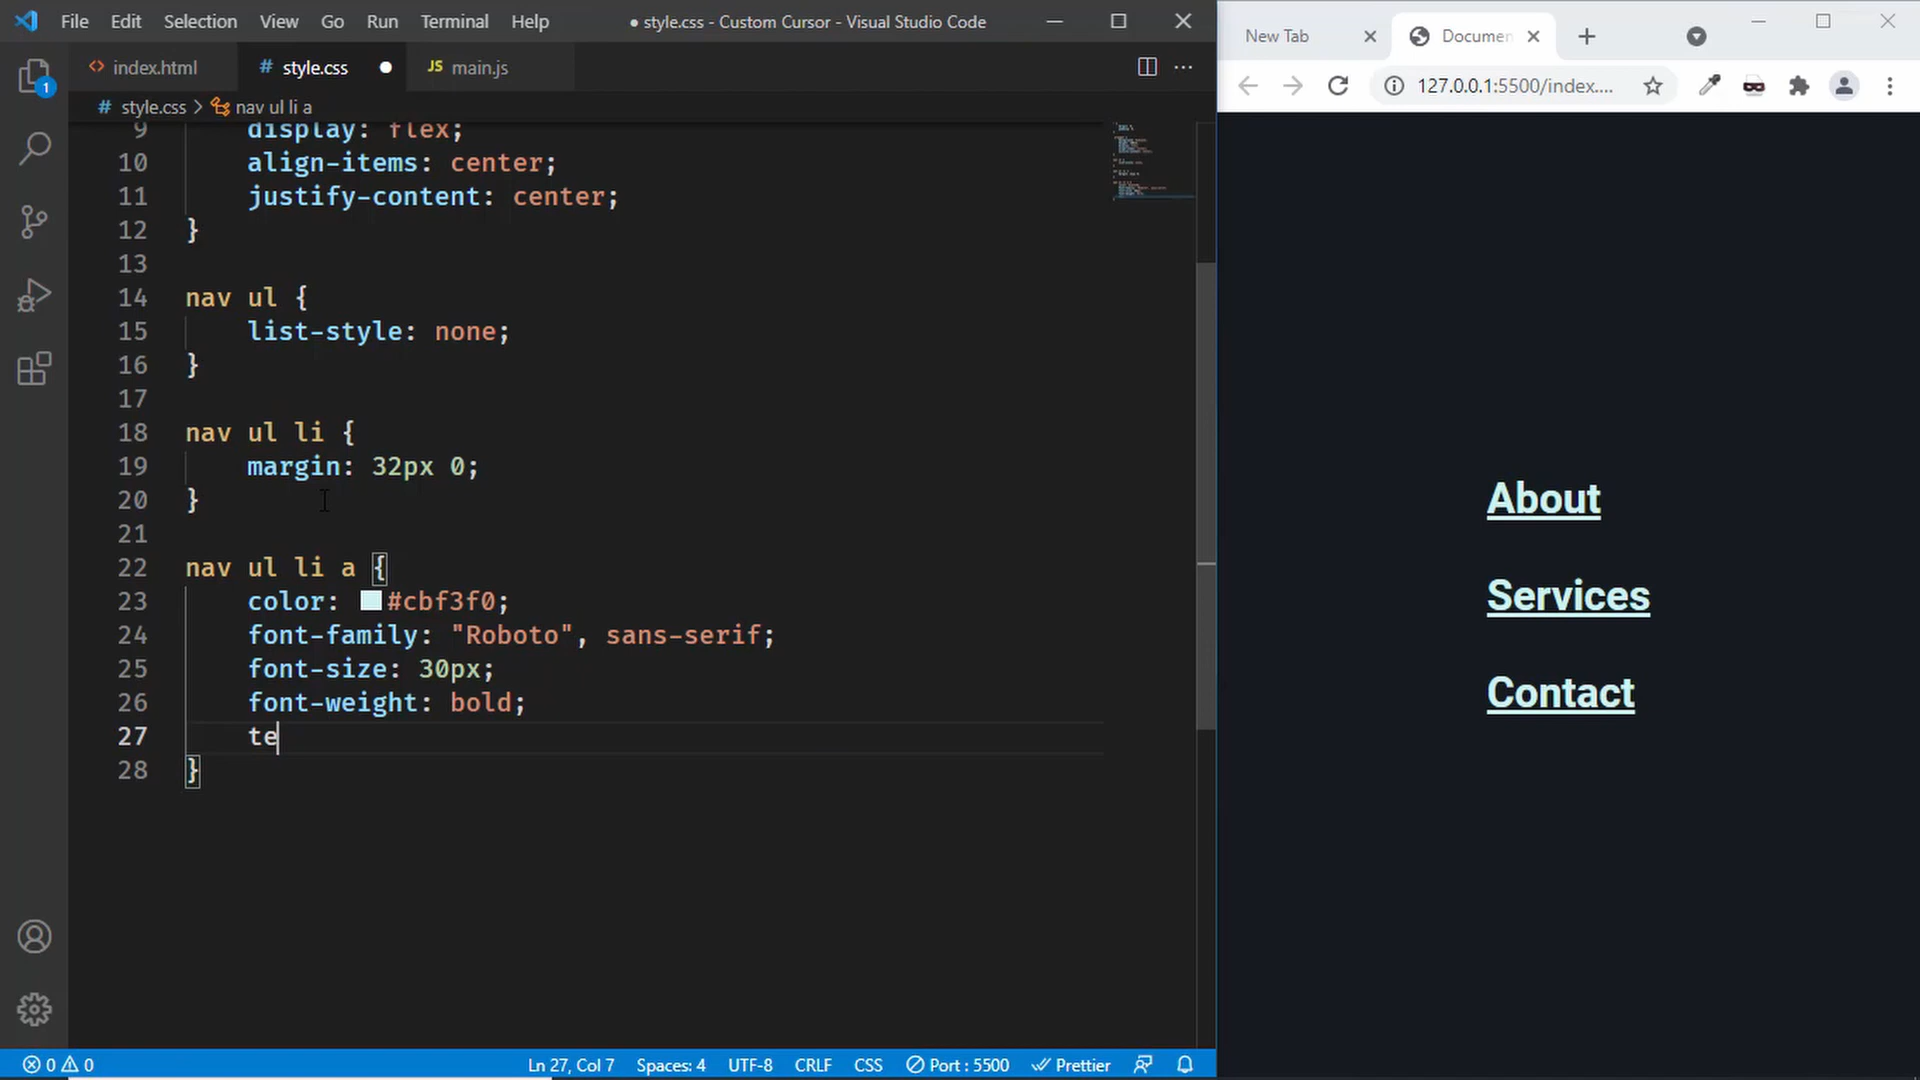 File Edit Selection View Go Run Terminal Help ● style.css - Custom Cursor - Visual Studio Code
index.html # style.css ● JS main.js
# style.css > nav ul li a
9 display: flex;
10 align-items: center;
11 justify-content: center;
12 }
13
14 nav ul {
15 list-style: none;
16 }
17
18 nav ul li {
19 margin: 32px 0;
20 }
21
22 nav ul li a {
23 color: #cbf3f0;
24 font-family: "Roboto", sans-serif;
25 font-size: 30px;
26 font-weight: bold;
27 te
28 }
1
0 0 Ln 27, Col 7 Spaces: 4 UTF-8 CRLF CSS Port : 5500 Prettier
New Tab Documen
127.0.0.1:5500/index....
About
Services
Contact